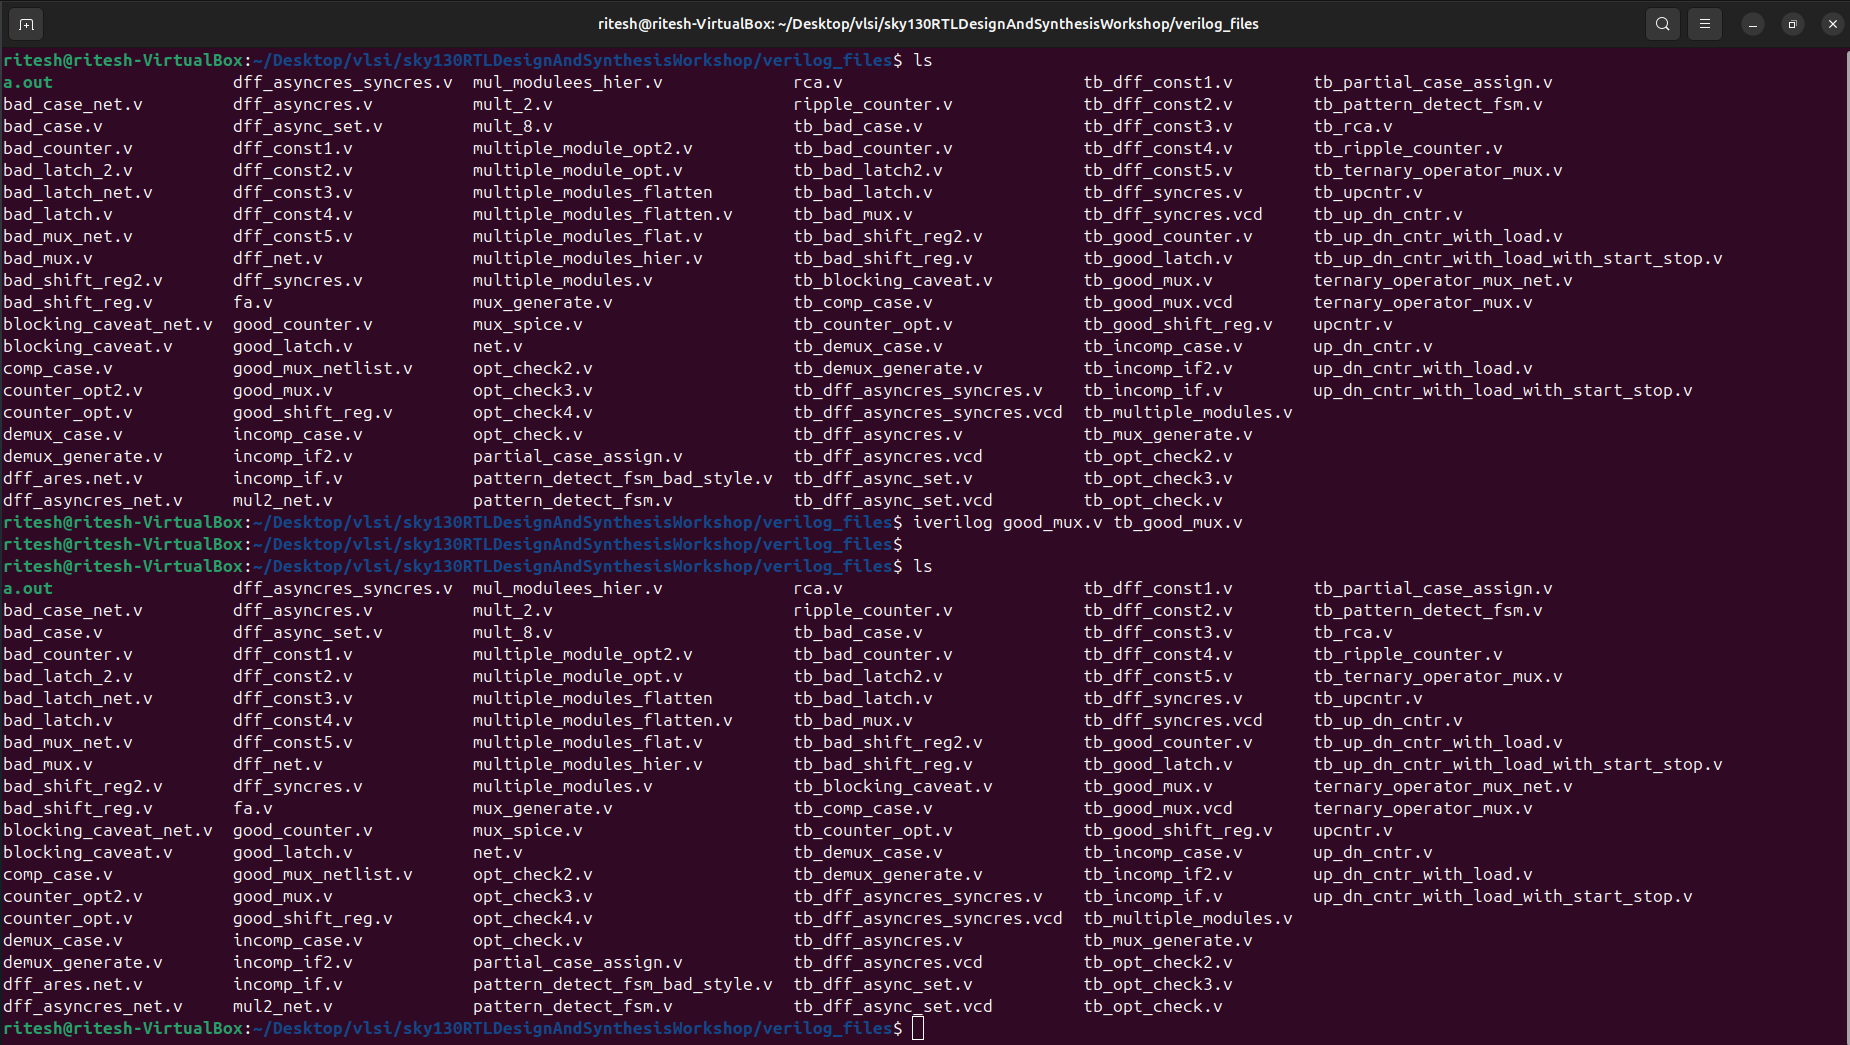 ritesh@ritesh-VirtualBox: ~/Desktop/vlsi/sky130RTLDesignAndSynthesisWorkshop/verilog_files
ritesh@ritesh-VirtualBox:~/Desktop/vlsi/sky130RTLDesignAndSynthesisWorkshop/verilog_files$ ls
a.out dff_asyncres_syncres.v mul_modulees_hier.v rca.v tb_dff_const1.v tb_partial_case_assign.v
bad_case_net.v dff_asyncres.v mult_2.v ripple_counter.v tb_dff_const2.v tb_pattern_detect_fsm.v
bad_case.v dff_async_set.v mult_8.v tb_bad_case.v tb_dff_const3.v tb_rca.v
bad_counter.v dff_const1.v multiple_module_opt2.v tb_bad_counter.v tb_dff_const4.v tb_ripple_counter.v
bad_latch_2.v dff_const2.v multiple_module_opt.v tb_bad_latch2.v tb_dff_const5.v tb_ternary_operator_mux.v
bad_latch_net.v dff_const3.v multiple_modules_flatten tb_bad_latch.v tb_dff_syncres.v tb_upcntr.v
bad_latch.v dff_const4.v multiple_modules_flatten.v tb_bad_mux.v tb_dff_syncres.vcd tb_up_dn_cntr.v
bad_mux_net.v dff_const5.v multiple_modules_flat.v tb_bad_shift_reg2.v tb_good_counter.v tb_up_dn_cntr_with_load.v
bad_mux.v dff_net.v multiple_modules_hier.v tb_bad_shift_reg.v tb_good_latch.v tb_up_dn_cntr_with_load_with_start_stop.v
bad_shift_reg2.v dff_syncres.v multiple_modules.v tb_blocking_caveat.v tb_good_mux.v ternary_operator_mux_net.v
bad_shift_reg.v fa.v mux_generate.v tb_comp_case.v tb_good_mux.vcd ternary_operator_mux.v
blocking_caveat_net.v good_counter.v mux_spice.v tb_counter_opt.v tb_good_shift_reg.v upcntr.v
blocking_caveat.v good_latch.v net.v tb_demux_case.v tb_incomp_case.v up_dn_cntr.v
comp_case.v good_mux_netlist.v opt_check2.v tb_demux_generate.v tb_incomp_if2.v up_dn_cntr_with_load.v
counter_opt2.v good_mux.v opt_check3.v tb_dff_asyncres_syncres.v tb_incomp_if.v up_dn_cntr_with_load_with_start_stop.v
counter_opt.v good_shift_reg.v opt_check4.v tb_dff_asyncres_syncres.vcd tb_multiple_modules.v
demux_case.v incomp_case.v opt_check.v tb_dff_asyncres.v tb_mux_generate.v
demux_generate.v incomp_if2.v partial_case_assign.v tb_dff_asyncres.vcd tb_opt_check2.v
dff_ares.net.v incomp_if.v pattern_detect_fsm_bad_style.v tb_dff_async_set.v tb_opt_check3.v
dff_asyncres_net.v mul2_net.v pattern_detect_fsm.v tb_dff_async_set.vcd tb_opt_check.v
ritesh@ritesh-VirtualBox:~/Desktop/vlsi/sky130RTLDesignAndSynthesisWorkshop/verilog_files$ iverilog good_mux.v tb_good_mux.v
ritesh@ritesh-VirtualBox:~/Desktop/vlsi/sky130RTLDesignAndSynthesisWorkshop/verilog_files$
ritesh@ritesh-VirtualBox:~/Desktop/vlsi/sky130RTLDesignAndSynthesisWorkshop/verilog_files$ ls
a.out dff_asyncres_syncres.v mul_modulees_hier.v rca.v tb_dff_const1.v tb_partial_case_assign.v
bad_case_net.v dff_asyncres.v mult_2.v ripple_counter.v tb_dff_const2.v tb_pattern_detect_fsm.v
bad_case.v dff_async_set.v mult_8.v tb_bad_case.v tb_dff_const3.v tb_rca.v
bad_counter.v dff_const1.v multiple_module_opt2.v tb_bad_counter.v tb_dff_const4.v tb_ripple_counter.v
bad_latch_2.v dff_const2.v multiple_module_opt.v tb_bad_latch2.v tb_dff_const5.v tb_ternary_operator_mux.v
bad_latch_net.v dff_const3.v multiple_modules_flatten tb_bad_latch.v tb_dff_syncres.v tb_upcntr.v
bad_latch.v dff_const4.v multiple_modules_flatten.v tb_bad_mux.v tb_dff_syncres.vcd tb_up_dn_cntr.v
bad_mux_net.v dff_const5.v multiple_modules_flat.v tb_bad_shift_reg2.v tb_good_counter.v tb_up_dn_cntr_with_load.v
bad_mux.v dff_net.v multiple_modules_hier.v tb_bad_shift_reg.v tb_good_latch.v tb_up_dn_cntr_with_load_with_start_stop.v
bad_shift_reg2.v dff_syncres.v multiple_modules.v tb_blocking_caveat.v tb_good_mux.v ternary_operator_mux_net.v
bad_shift_reg.v fa.v mux_generate.v tb_comp_case.v tb_good_mux.vcd ternary_operator_mux.v
blocking_caveat_net.v good_counter.v mux_spice.v tb_counter_opt.v tb_good_shift_reg.v upcntr.v
blocking_caveat.v good_latch.v net.v tb_demux_case.v tb_incomp_case.v up_dn_cntr.v
comp_case.v good_mux_netlist.v opt_check2.v tb_demux_generate.v tb_incomp_if2.v up_dn_cntr_with_load.v
counter_opt2.v good_mux.v opt_check3.v tb_dff_asyncres_syncres.v tb_incomp_if.v up_dn_cntr_with_load_with_start_stop.v
counter_opt.v good_shift_reg.v opt_check4.v tb_dff_asyncres_syncres.vcd tb_multiple_modules.v
demux_case.v incomp_case.v opt_check.v tb_dff_asyncres.v tb_mux_generate.v
demux_generate.v incomp_if2.v partial_case_assign.v tb_dff_asyncres.vcd tb_opt_check2.v
dff_ares.net.v incomp_if.v pattern_detect_fsm_bad_style.v tb_dff_async_set.v tb_opt_check3.v
dff_asyncres_net.v mul2_net.v pattern_detect_fsm.v tb_dff_async_set.vcd tb_opt_check.v
ritesh@ritesh-VirtualBox:~/Desktop/vlsi/sky130RTLDesignAndSynthesisWorkshop/verilog_files$